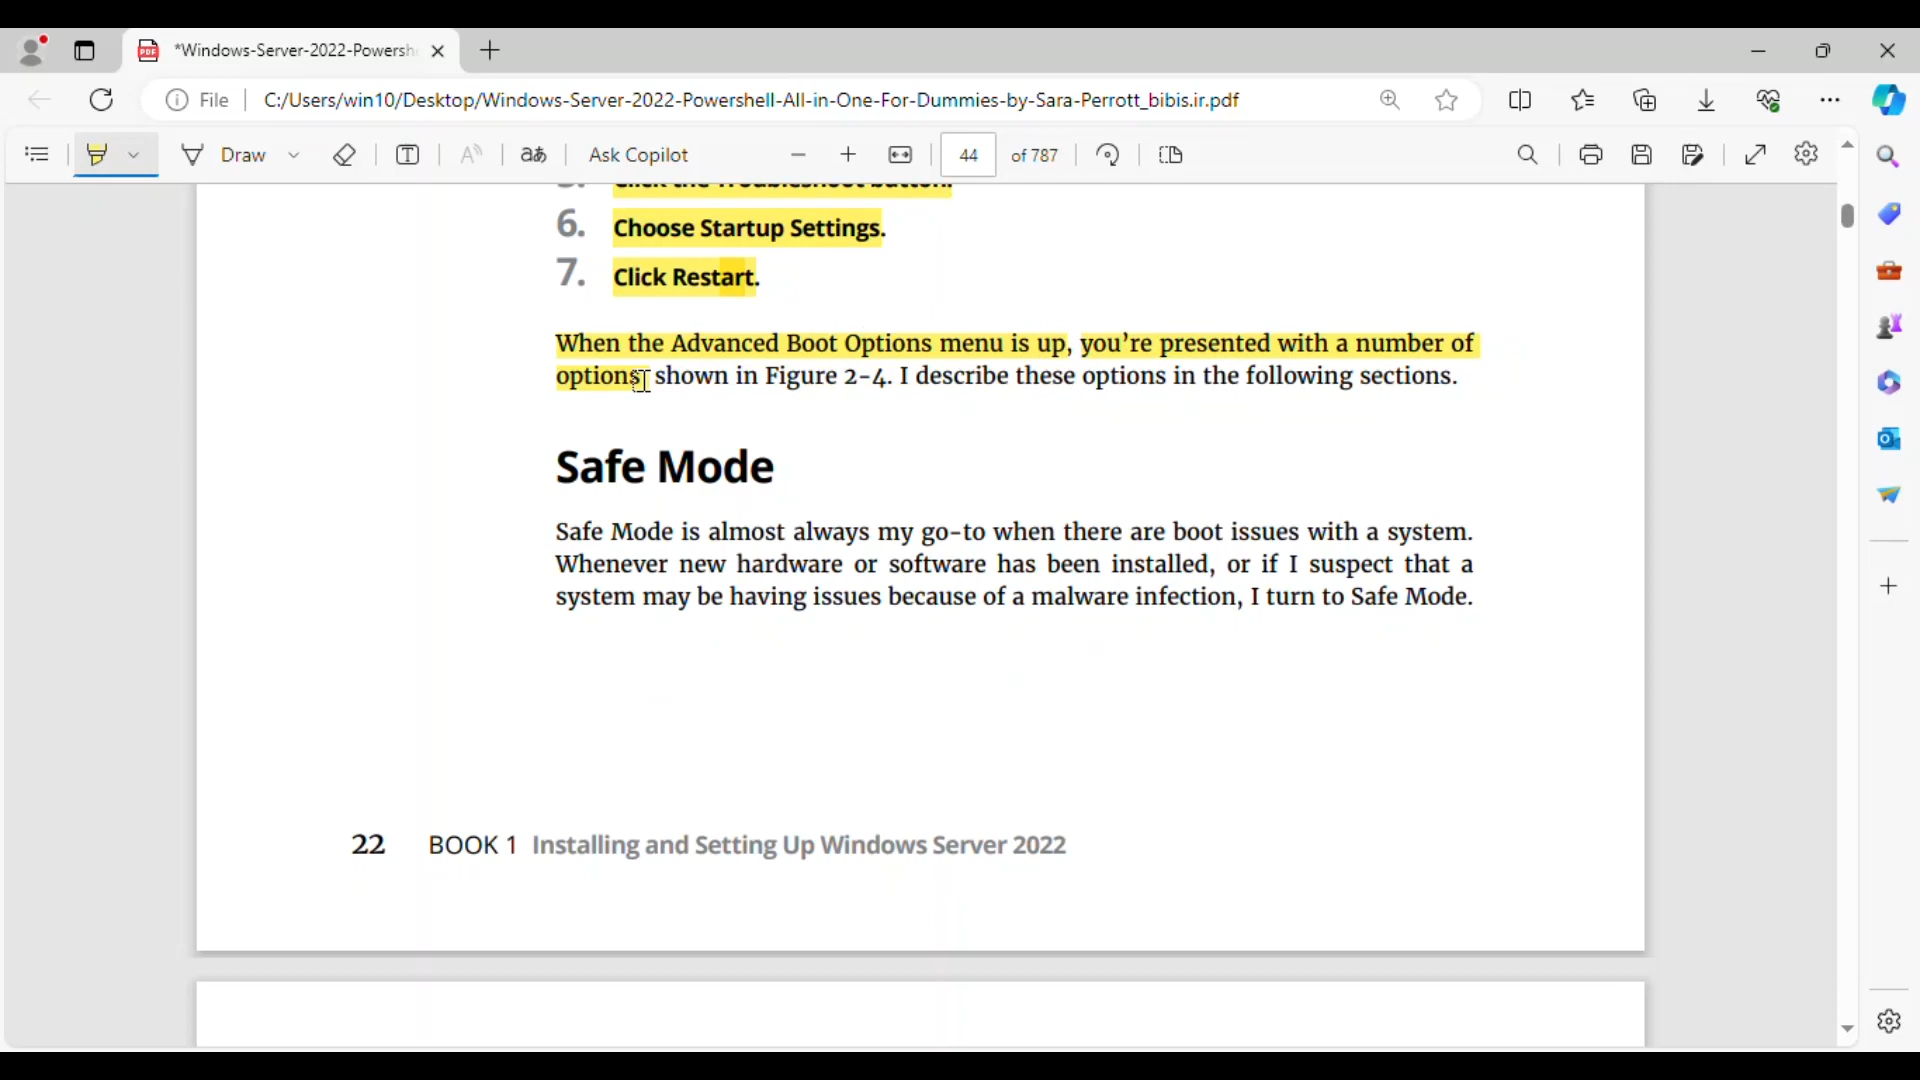 *Windows-Server-2022-Powersh
File
C:/Users/win10/Desktop/Windows-Server-2022-Powershell-All-in-One-For-Dummies-by-Sara-Perrott_bibis.ir.pdf
Draw
Ask Copilot
44
of 787
5. Click the Troubleshoot button.
6. Choose Startup Settings.
7. Click Restart.
When the Advanced Boot Options menu is up, you’re presented with a number of
options, shown in Figure 2-4. I describe these options in the following sections.
Safe Mode
Safe Mode is almost always my go-to when there are boot issues with a system.
Whenever new hardware or software has been installed, or if I suspect that a
system may be having issues because of a malware infection, I turn to Safe Mode.
22 BOOK 1 Installing and Setting Up Windows Server 2022